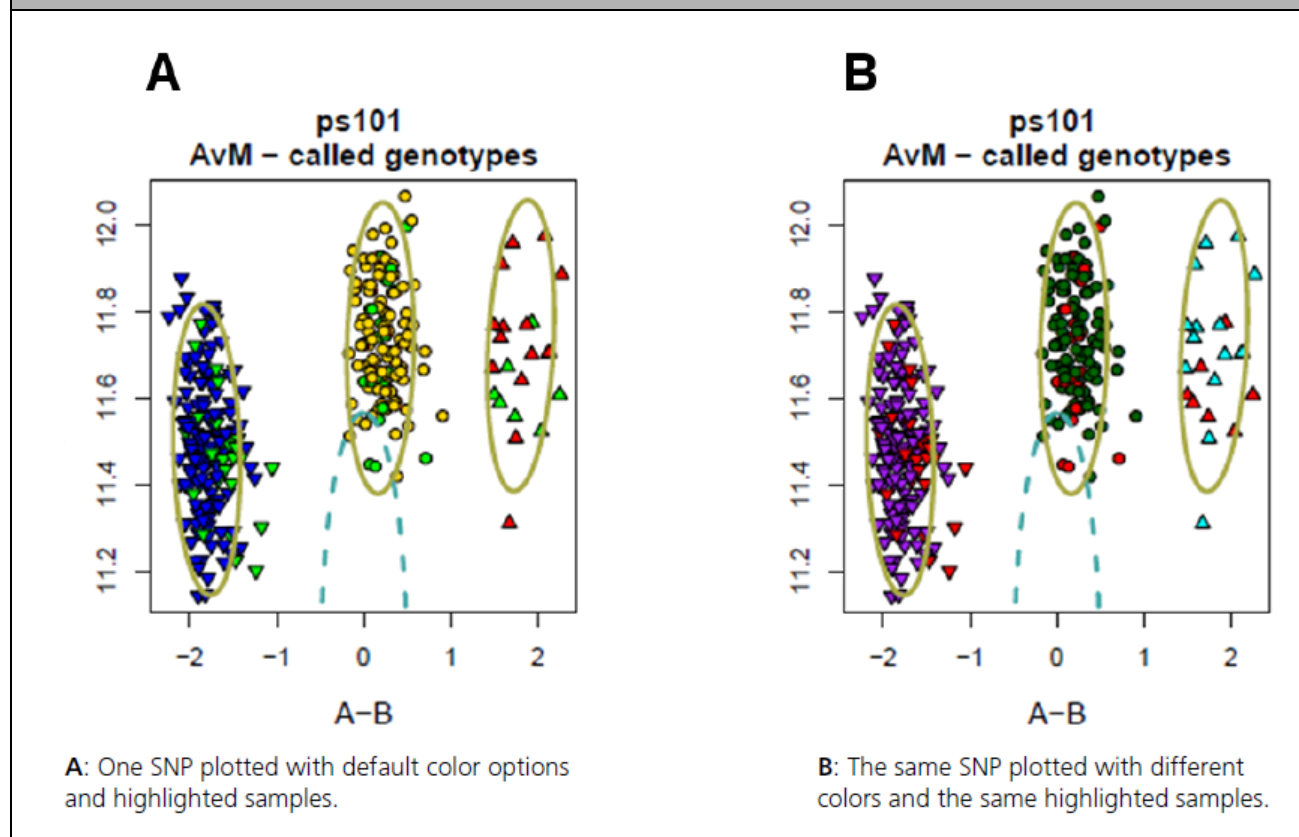 A
ps101
AvM – called genotypes
12.0
11.8
11.6
11.4
11.2
−2 −1 0 1 2
A−B
A: One SNP plotted with default color options
and highlighted samples.
B
ps101
AvM – called genotypes
12.0
11.8
11.6
11.4
11.2
−2 −1 0 1 2
A−B
B: The same SNP plotted with different
colors and the same highlighted samples.